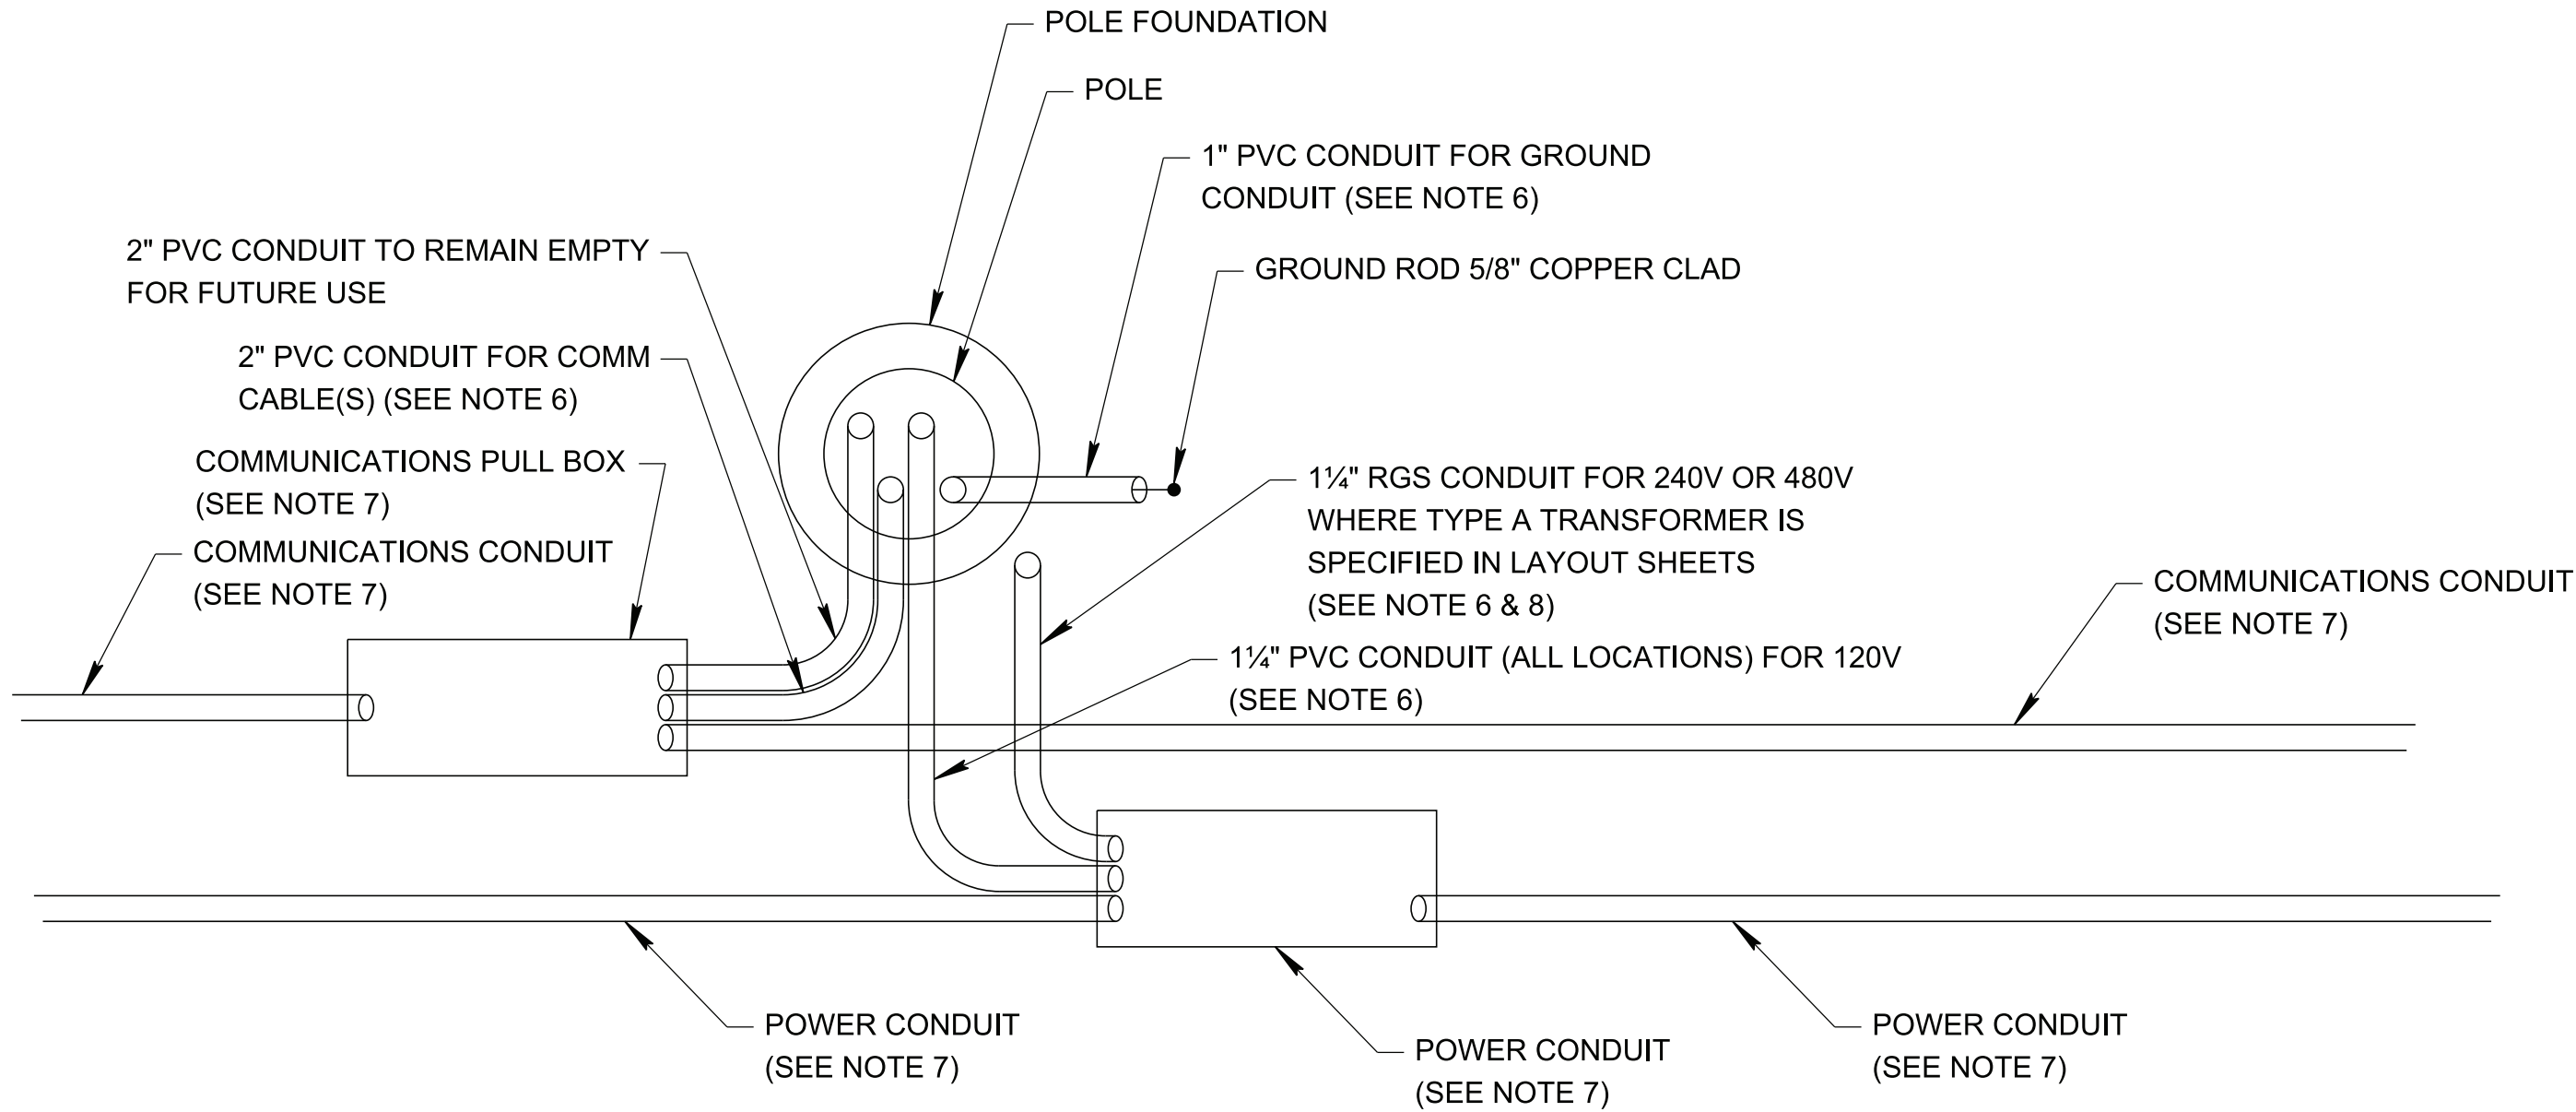 POLE FOUNDATION
POLE
1" PVC CONDUIT FOR GROUND
CONDUIT (SEE NOTE 6)
2" PVC CONDUIT TO REMAIN EMPTY
FOR FUTURE USE
GROUND ROD 5/8" COPPER CLAD
2" PVC CONDUIT FOR COMM
CABLE(S) (SEE NOTE 6)
COMMUNICATIONS PULL BOX
(SEE NOTE 7)
1¼" RGS CONDUIT FOR 240V OR 480V
WHERE TYPE A TRANSFORMER IS
SPECIFIED IN LAYOUT SHEETS
(SEE NOTE 6 & 8)
COMMUNICATIONS CONDUIT
(SEE NOTE 7)
COMMUNICATIONS CONDUIT
(SEE NOTE 7)
1¼" PVC CONDUIT (ALL LOCATIONS) FOR 120V
(SEE NOTE 6)
POWER CONDUIT
(SEE NOTE 7)
POWER CONDUIT
(SEE NOTE 7)
POWER CONDUIT
(SEE NOTE 7)